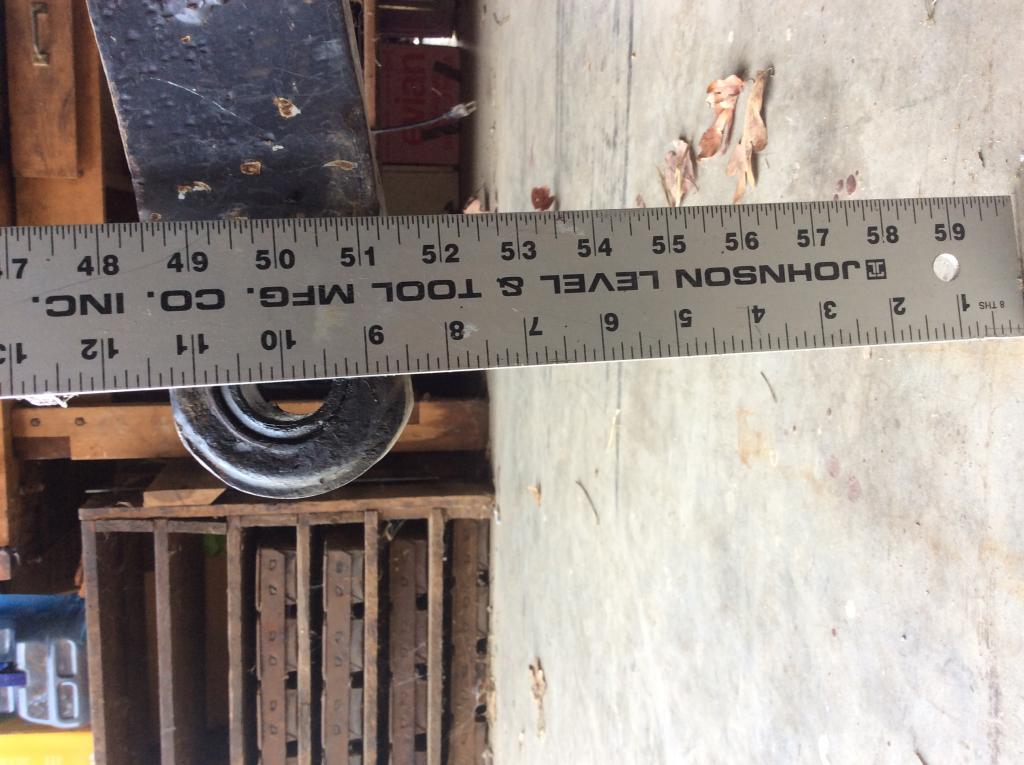 47 48 49 50 51 52 53 54 55 56 57 58 59
JOHNSON LEVEL & TOOL MFG. CO. INC.
8 THS 1 2 3 4 5 6 7 8 9 10 11 12 13
evian